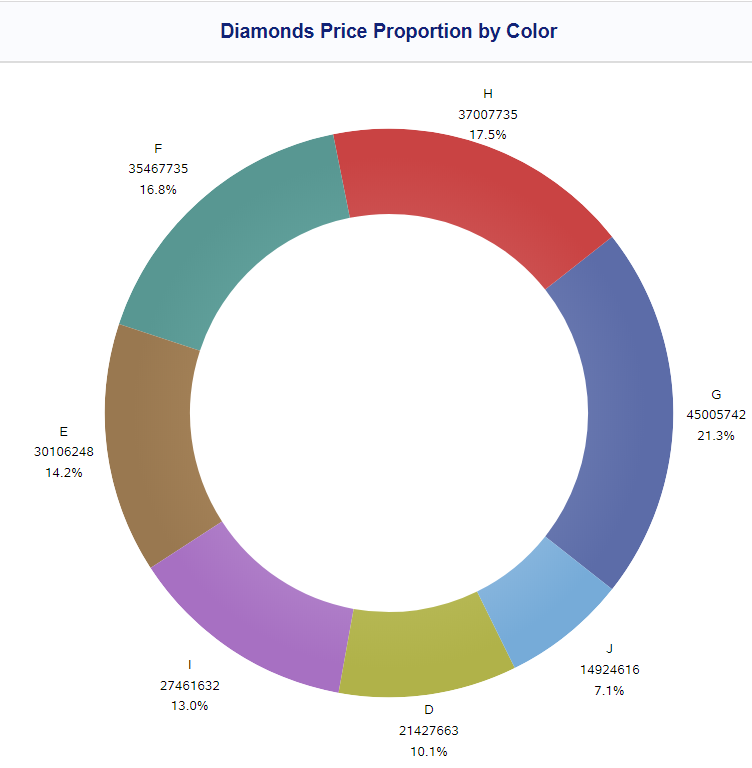 Diamonds Price Proportion by Color
H
37007735
17.5%
F
35467735
16.8%
G
45005742
21.3%
E
30106248
14.2%
J
14924616
7.1%
I
27461632
13.0%
D
21427663
10.1%